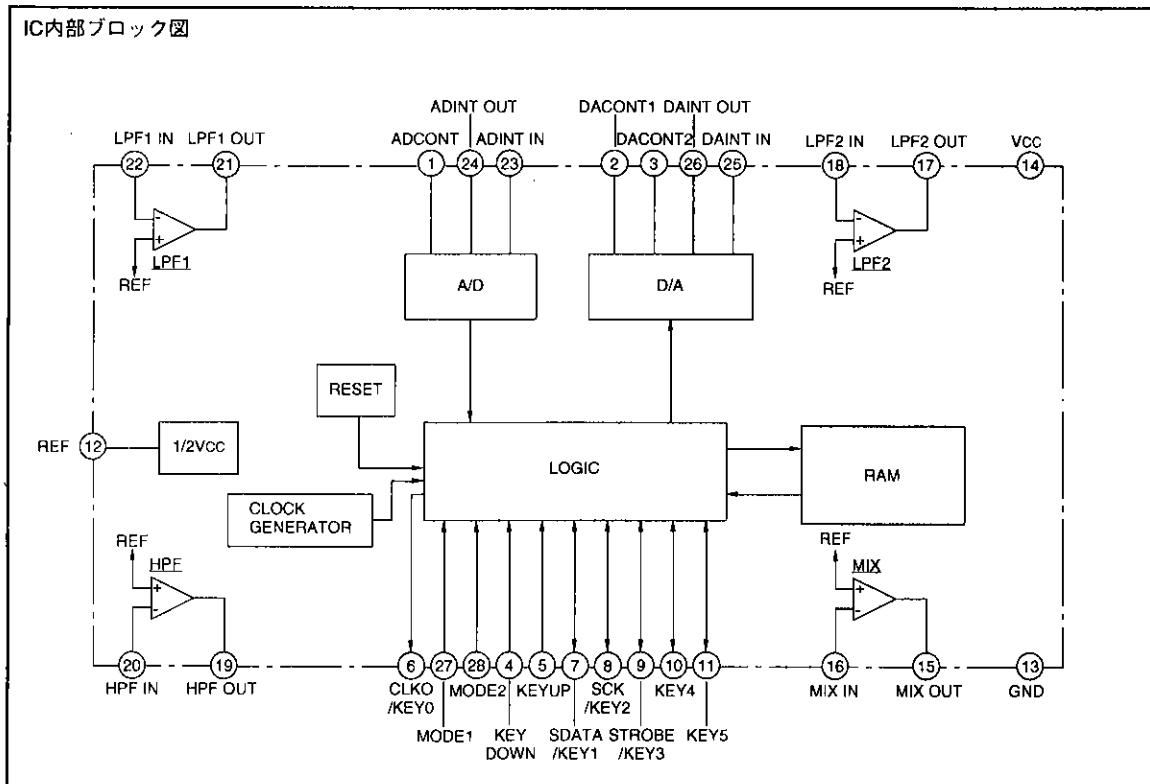 IC内部ブロック図
ADINT OUT
DACONT1 DAINT OUT
LPF1 IN LPF1 OUT
ADCONT ADINT IN
DACONT2 DAINT IN
LPF2 IN LPF2 OUT
VCC
22 21 1 24 23 2 3 26 25 18 17 14
-
+
LPF1
REF
A/D
D/A
-
+
LPF2
REF
RESET
REF 12 1/2VCC
LOGIC
RAM
CLOCK
GENERATOR
REF
HPF
+
-
REF
MIX
+
-
20 19 6 27 28 4 5 7 8 9 10 11 16 15 13
HPF IN HPF OUT
CLKO
/KEY0
MODE2 KEYUP
SCK
/KEY2
KEY4
MIX IN MIX OUT GND
MODE1
KEY
DOWN
SDATA
/KEY1
STROBE
/KEY3
KEY5